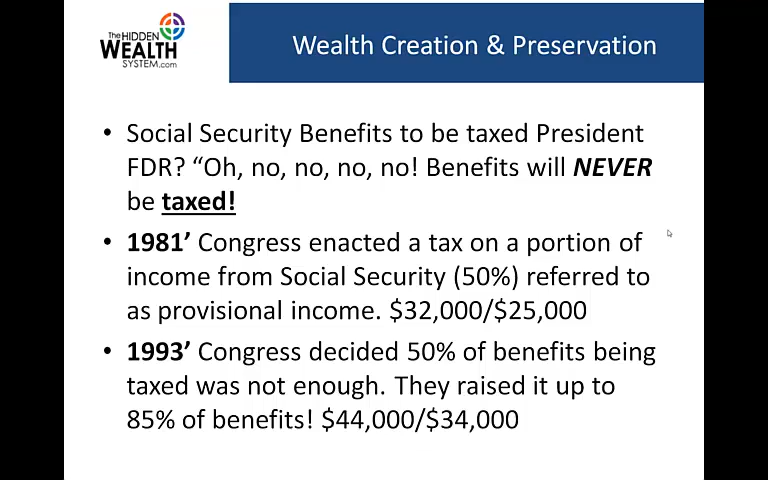 The HIDDEN
WEALTH
SYSTEM.com
Wealth Creation & Preservation
• Social Security Benefits to be taxed President
FDR? “Oh, no, no, no, no! Benefits will NEVER
be taxed!
• 1981’ Congress enacted a tax on a portion of
income from Social Security (50%) referred to
as provisional income. $32,000/$25,000
• 1993’ Congress decided 50% of benefits being
taxed was not enough. They raised it up to
85% of benefits! $44,000/$34,000